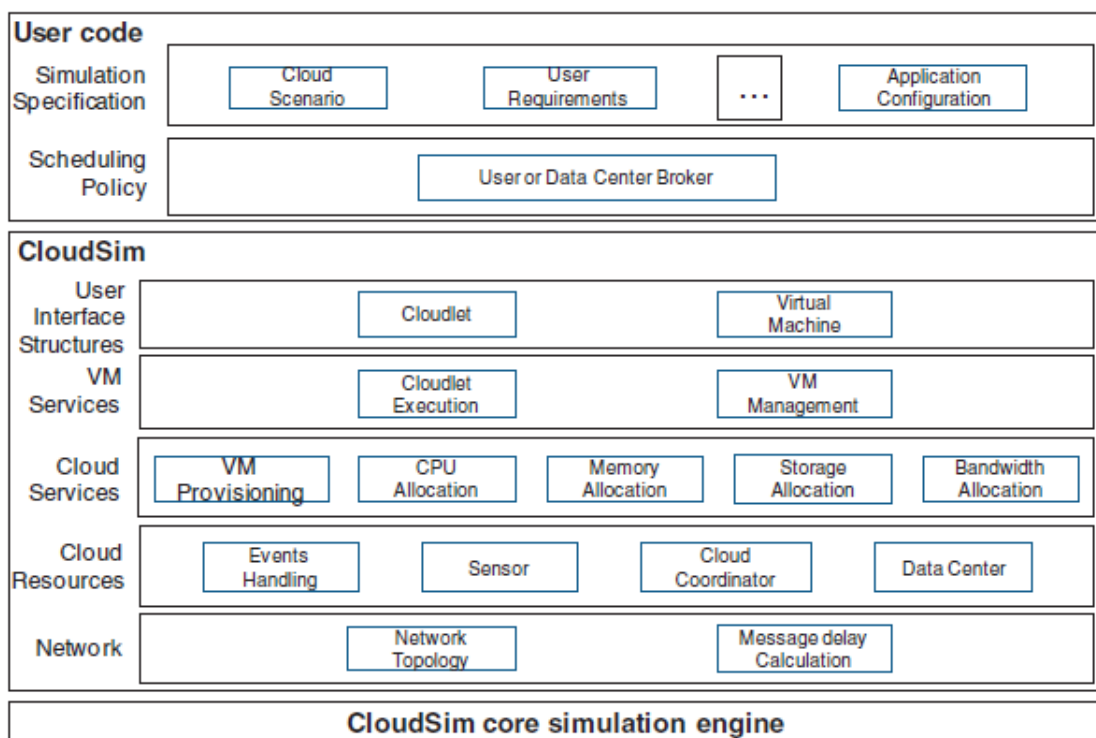 User code
Simulation
Specification
Cloud
Scenario
User
Requirements
...
Application
Configuration
Scheduling
Policy
User or Data Center Broker
CloudSim
User
Interface
Structures
Cloudlet
Virtual
Machine
VM
Services
Cloudlet
Execution
VM
Management
Cloud
Services
VM
Provisioning
CPU
Allocation
Memory
Allocation
Storage
Allocation
Bandwidth
Allocation
Cloud
Resources
Events
Handling
Sensor
Cloud
Coordinator
Data Center
Network
Network
Topology
Message delay
Calculation
CloudSim core simulation engine